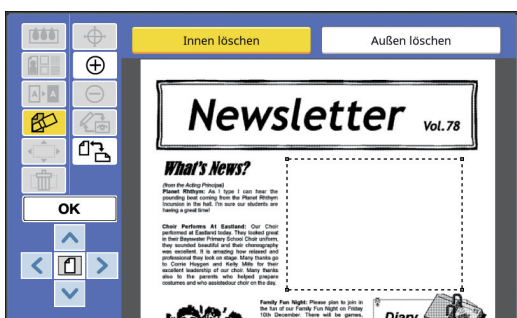 Innen löschen
Außen löschen
A
A
OK
Newsletter
Vol.78
What's News?
(from the Acting Principal)
Planet Rhthym: As I type I can hear the
pounding beat coming from the Planet Rhthym
Incursion in the hall. I'm sure our students are
having a great time!
Choir Performs At Eastland: Our Choir
performed at Eastland today. They looked great
in their Bayswater Primary School Choir uniform,
they sounded beautiful and their choreography
was excellent. It is amazing how relaxed and
professional they look on stage. Many thanks go
to Corrie Huygen and Kelly Mills for their
excellent leadership of our choir. Many thanks
also to the parents who helped prepare
costumes and who assistedour choir on the day.
Family Fun Night: Please plan to join in
the fun of our Family Fun Night on Friday
10th December. There will be games,
Diary